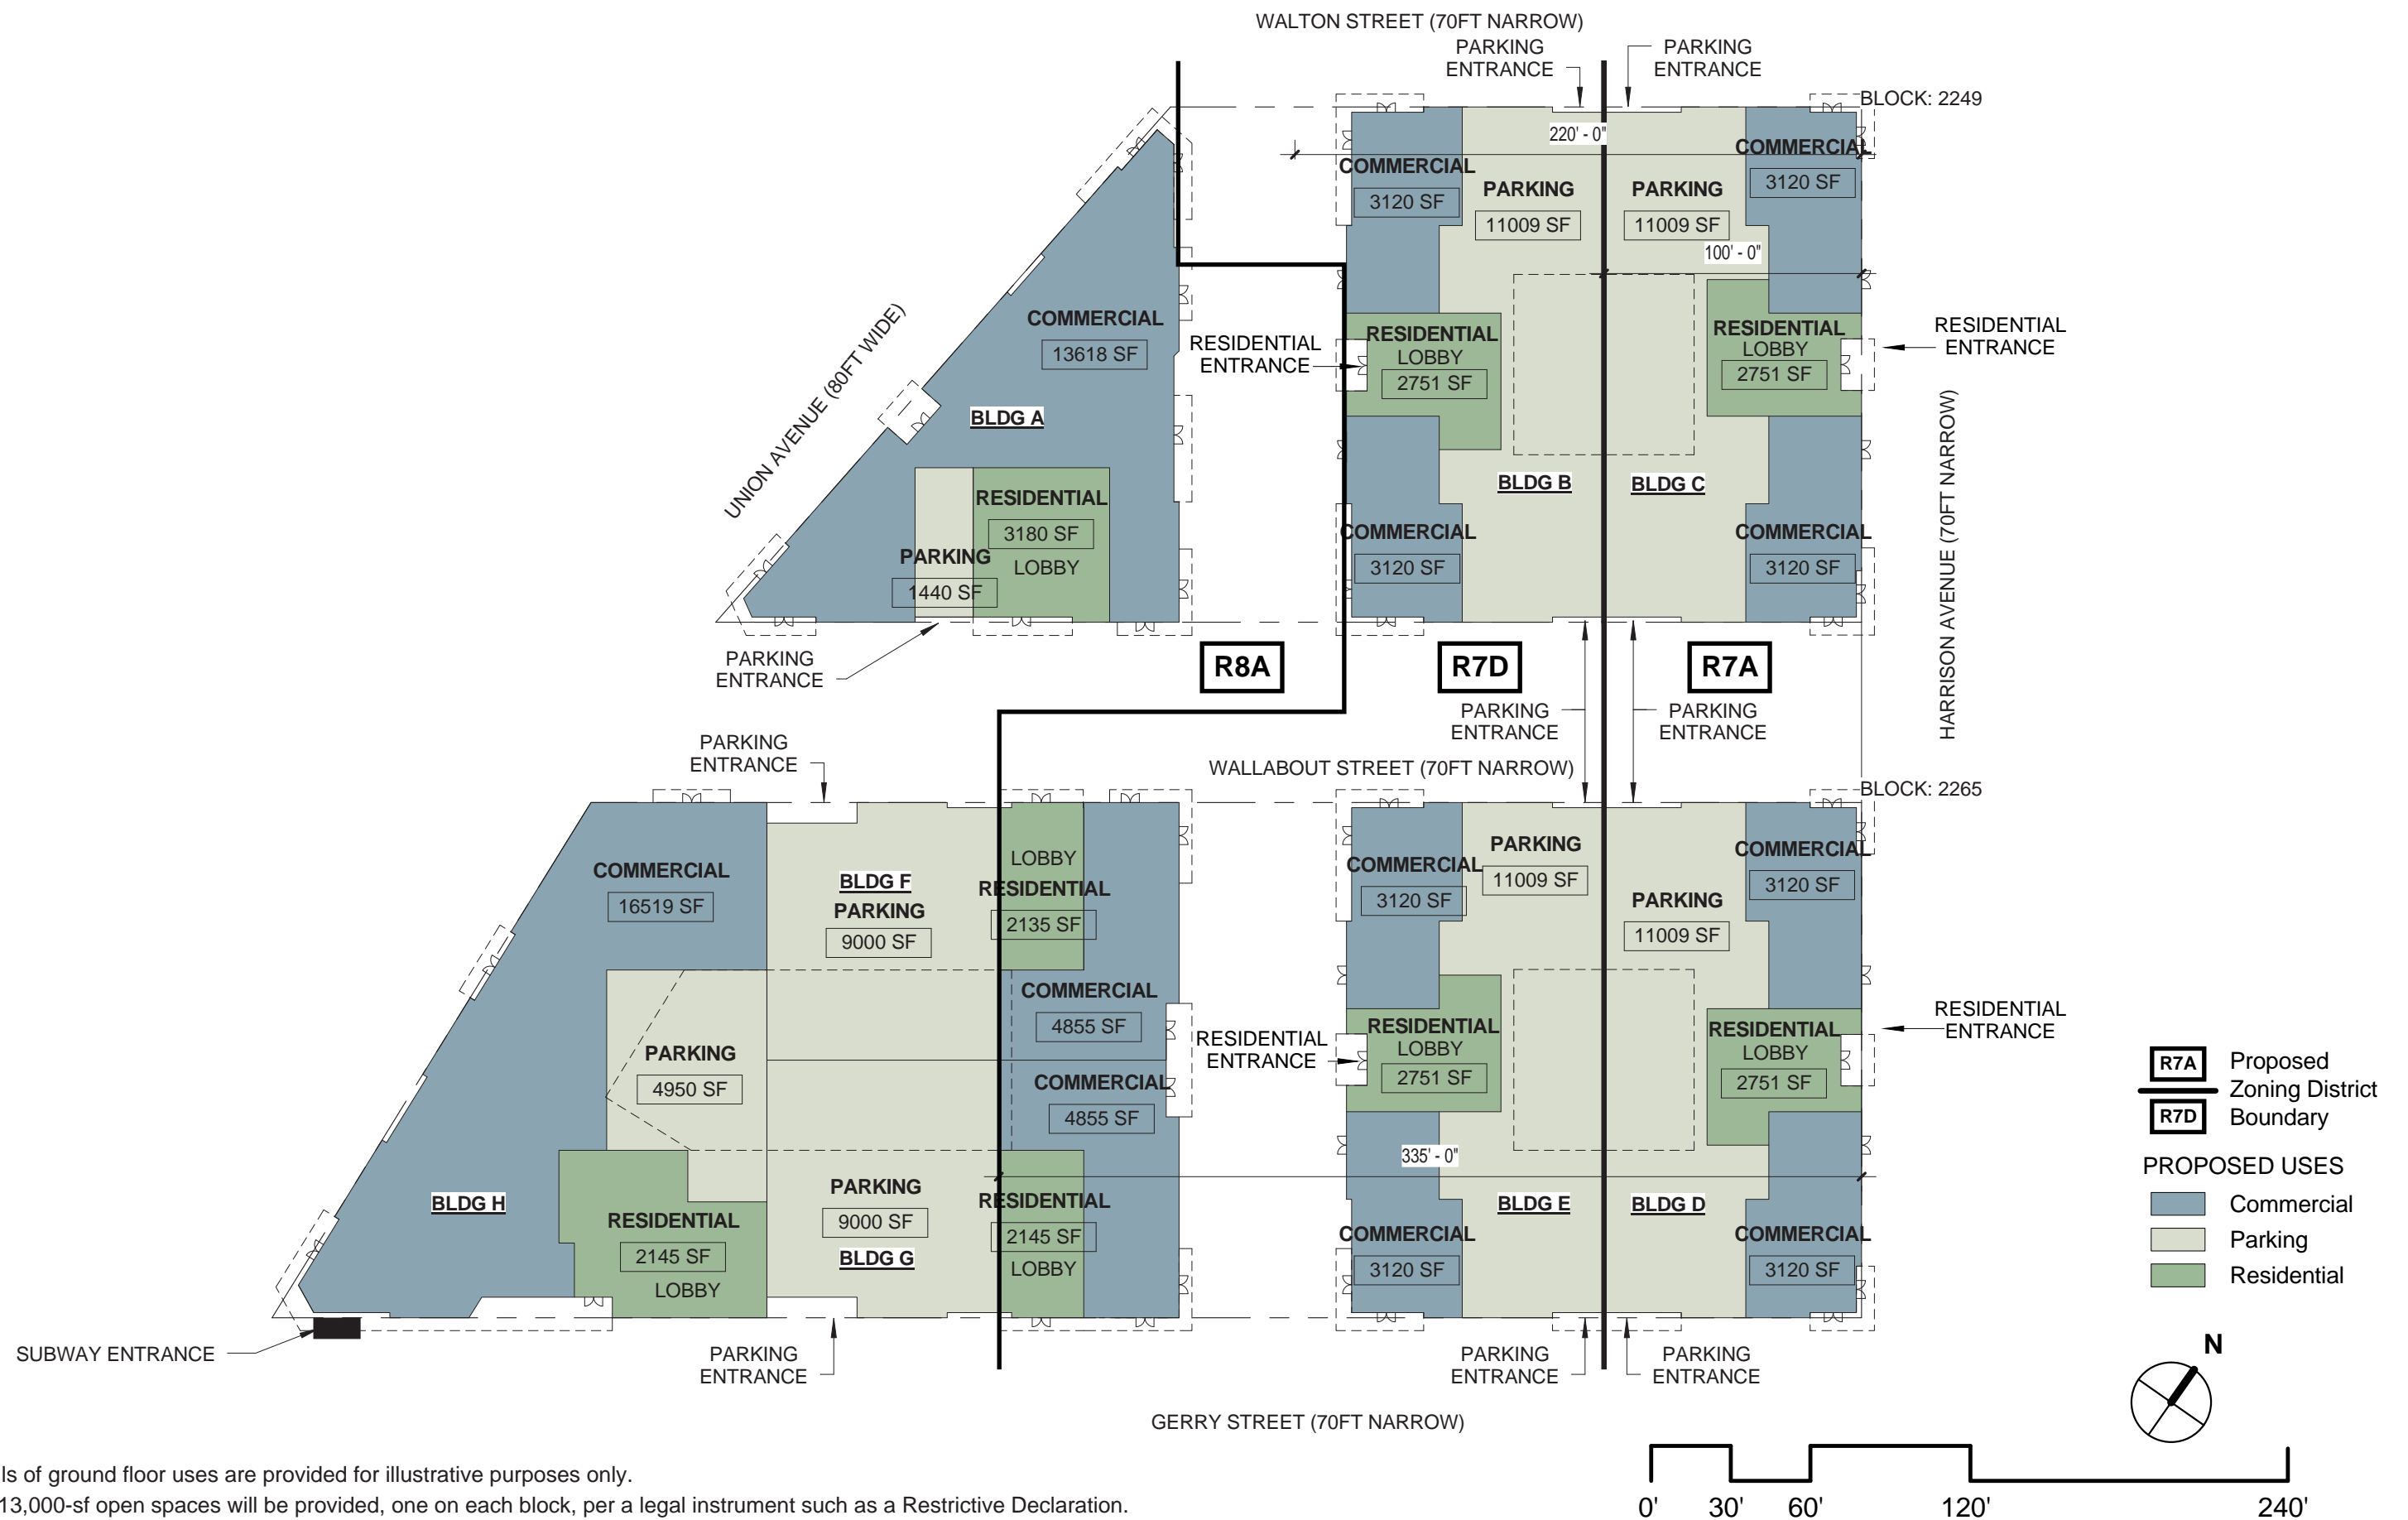 WALTON STREET (70FT NARROW)
PARKING
ENTRANCE
PARKING
ENTRANCE
BLOCK: 2249
220' - 0"
COMMERCIAL
3120 SF
PARKING
11009 SF
PARKING
11009 SF
COMMERCIAL
3120 SF
100' - 0"
UNION AVENUE (80FT WIDE)
COMMERCIAL
13618 SF
BLDG A
RESIDENTIAL
ENTRANCE
RESIDENTIAL
LOBBY
2751 SF
RESIDENTIAL
LOBBY
2751 SF
RESIDENTIAL
ENTRANCE
HARRISON AVENUE (70FT NARROW)
BLDG B
BLDG C
RESIDENTIAL
3180 SF
LOBBY
PARKING
1440 SF
COMMERCIAL
3120 SF
COMMERCIAL
3120 SF
PARKING
ENTRANCE
R8A
R7D
R7A
PARKING
ENTRANCE
PARKING
ENTRANCE
PARKING
ENTRANCE
WALLABOUT STREET (70FT NARROW)
BLOCK: 2265
COMMERCIAL
16519 SF
BLDG F
PARKING
9000 SF
LOBBY
RESIDENTIAL
2135 SF
COMMERCIAL
3120 SF
PARKING
11009 SF
PARKING
11009 SF
COMMERCIAL
3120 SF
COMMERCIAL
4855 SF
PARKING
4950 SF
COMMERCIAL
4855 SF
RESIDENTIAL
ENTRANCE
RESIDENTIAL
LOBBY
2751 SF
RESIDENTIAL
LOBBY
2751 SF
RESIDENTIAL
ENTRANCE
335' - 0"
BLDG H
RESIDENTIAL
2145 SF
LOBBY
PARKING
9000 SF
BLDG G
RESIDENTIAL
2145 SF
LOBBY
BLDG E
BLDG D
COMMERCIAL
3120 SF
COMMERCIAL
3120 SF
SUBWAY ENTRANCE
PARKING
ENTRANCE
PARKING
ENTRANCE
PARKING
ENTRANCE
GERRY STREET (70FT NARROW)
R7A
R7D
Proposed
Zoning District
Boundary
PROPOSED USES
Commercial
Parking
Residential
N
0' 30' 60' 120' 240'
ls of ground floor uses are provided for illustrative purposes only.
13,000-sf open spaces will be provided, one on each block, per a legal instrument such as a Restrictive Declaration.